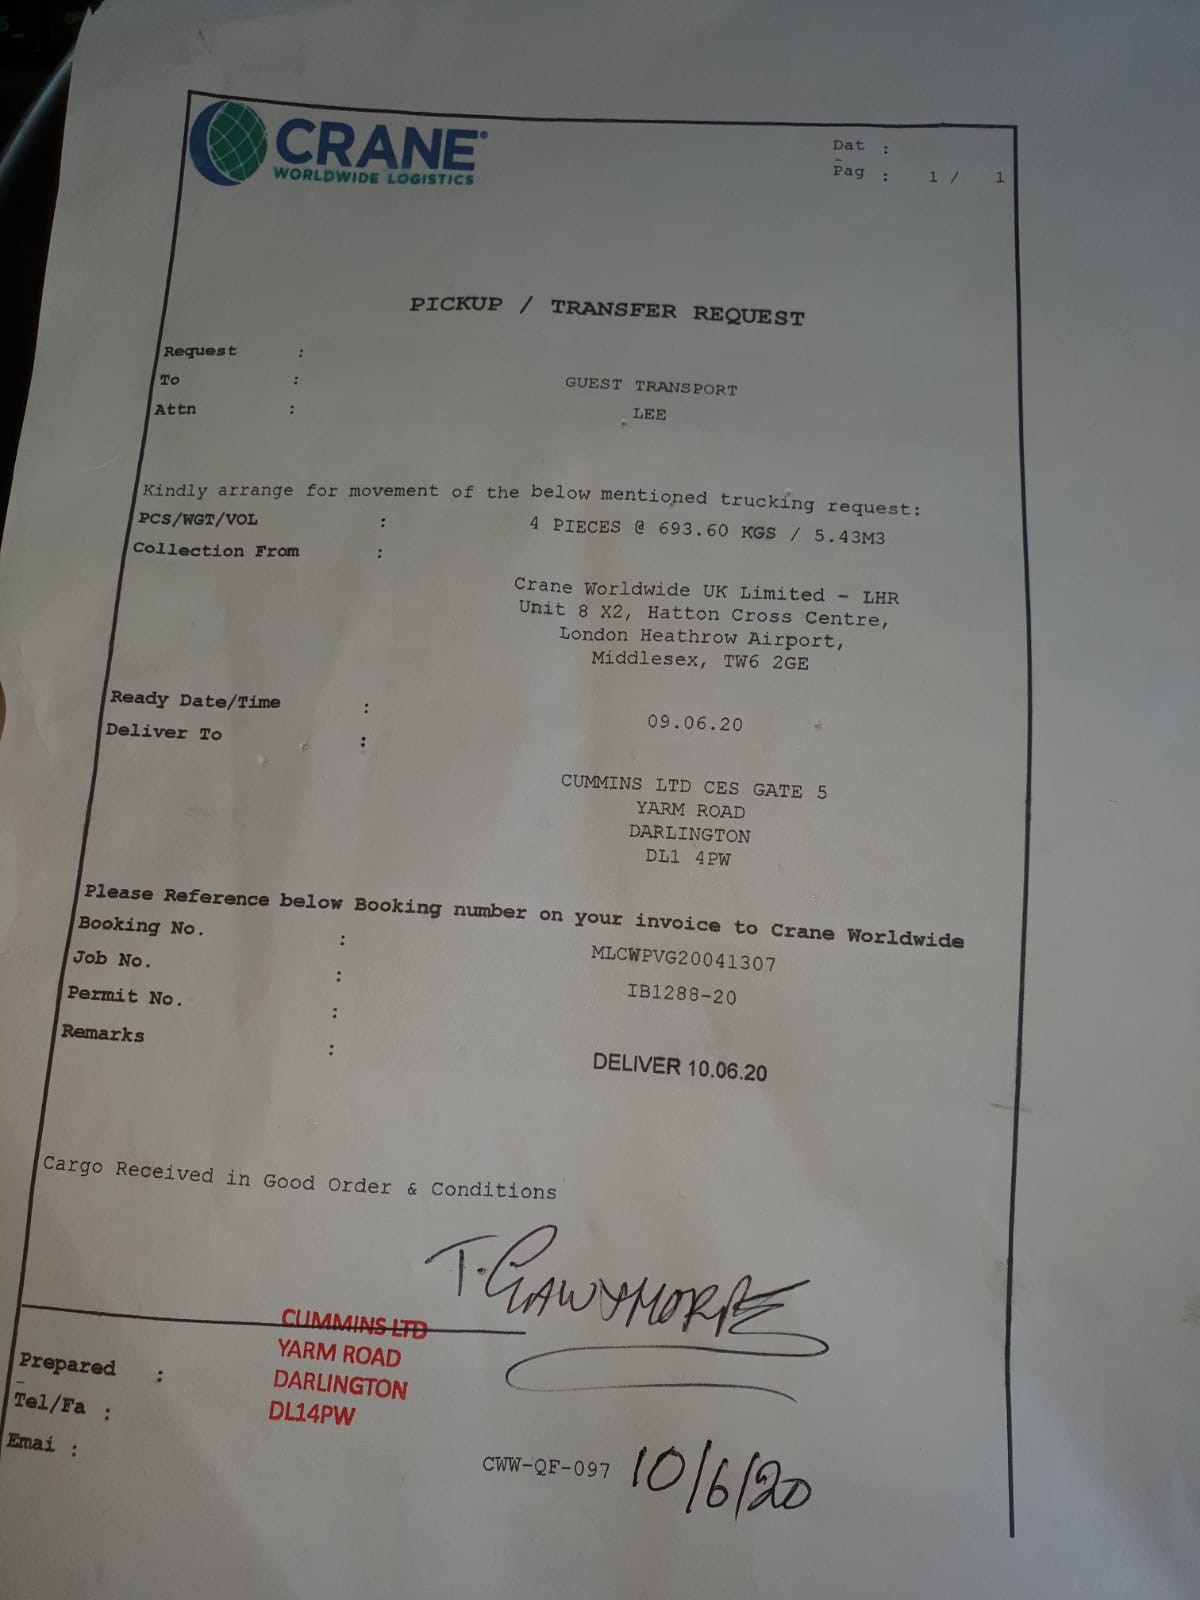 CRANE
WORLDWIDE LOGISTICS
Dat :
Pag : 1 / 1
PICKUP / TRANSFER REQUEST
Request :
To : GUEST TRANSPORT
Attn : LEE
Kindly arrange for movement of the below mentioned trucking request:
PCS/WGT/VOL : 4 PIECES @ 693.60 KGS / 5.43M3
Collection From :
Crane Worldwide UK Limited - LHR
Unit 8 X2, Hatton Cross Centre,
London Heathrow Airport,
Middlesex, TW6 2GE
Ready Date/Time : 09.06.20
Deliver To :
CUMMINS LTD CES GATE 5
YARM ROAD
DARLINGTON
DL1 4PW
Please Reference below Booking number on your invoice to Crane Worldwide
Booking No. : MLCWPVG20041307
Job No. : IB1288-20
Permit No. :
Remarks : DELIVER 10.06.20
Cargo Received in Good Order & Conditions
T. GAWTHORPE
CUMMINS LTD
YARM ROAD
DARLINGTON
DL14PW
Prepared :
Tel/Fa :
Emai :
CWW-QF-097 10/6/20